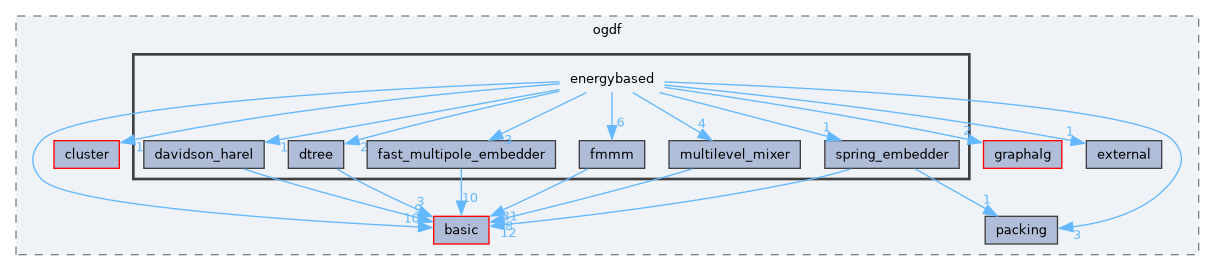 ogdf
energybased
6
4
1
1
1
2
3
2
1
cluster
davidson_harel
dtree
fast_multipole_embedder
fmmm
multilevel_mixer
spring_embedder
graphalg
external
3
10
1
12
3
basic
packing